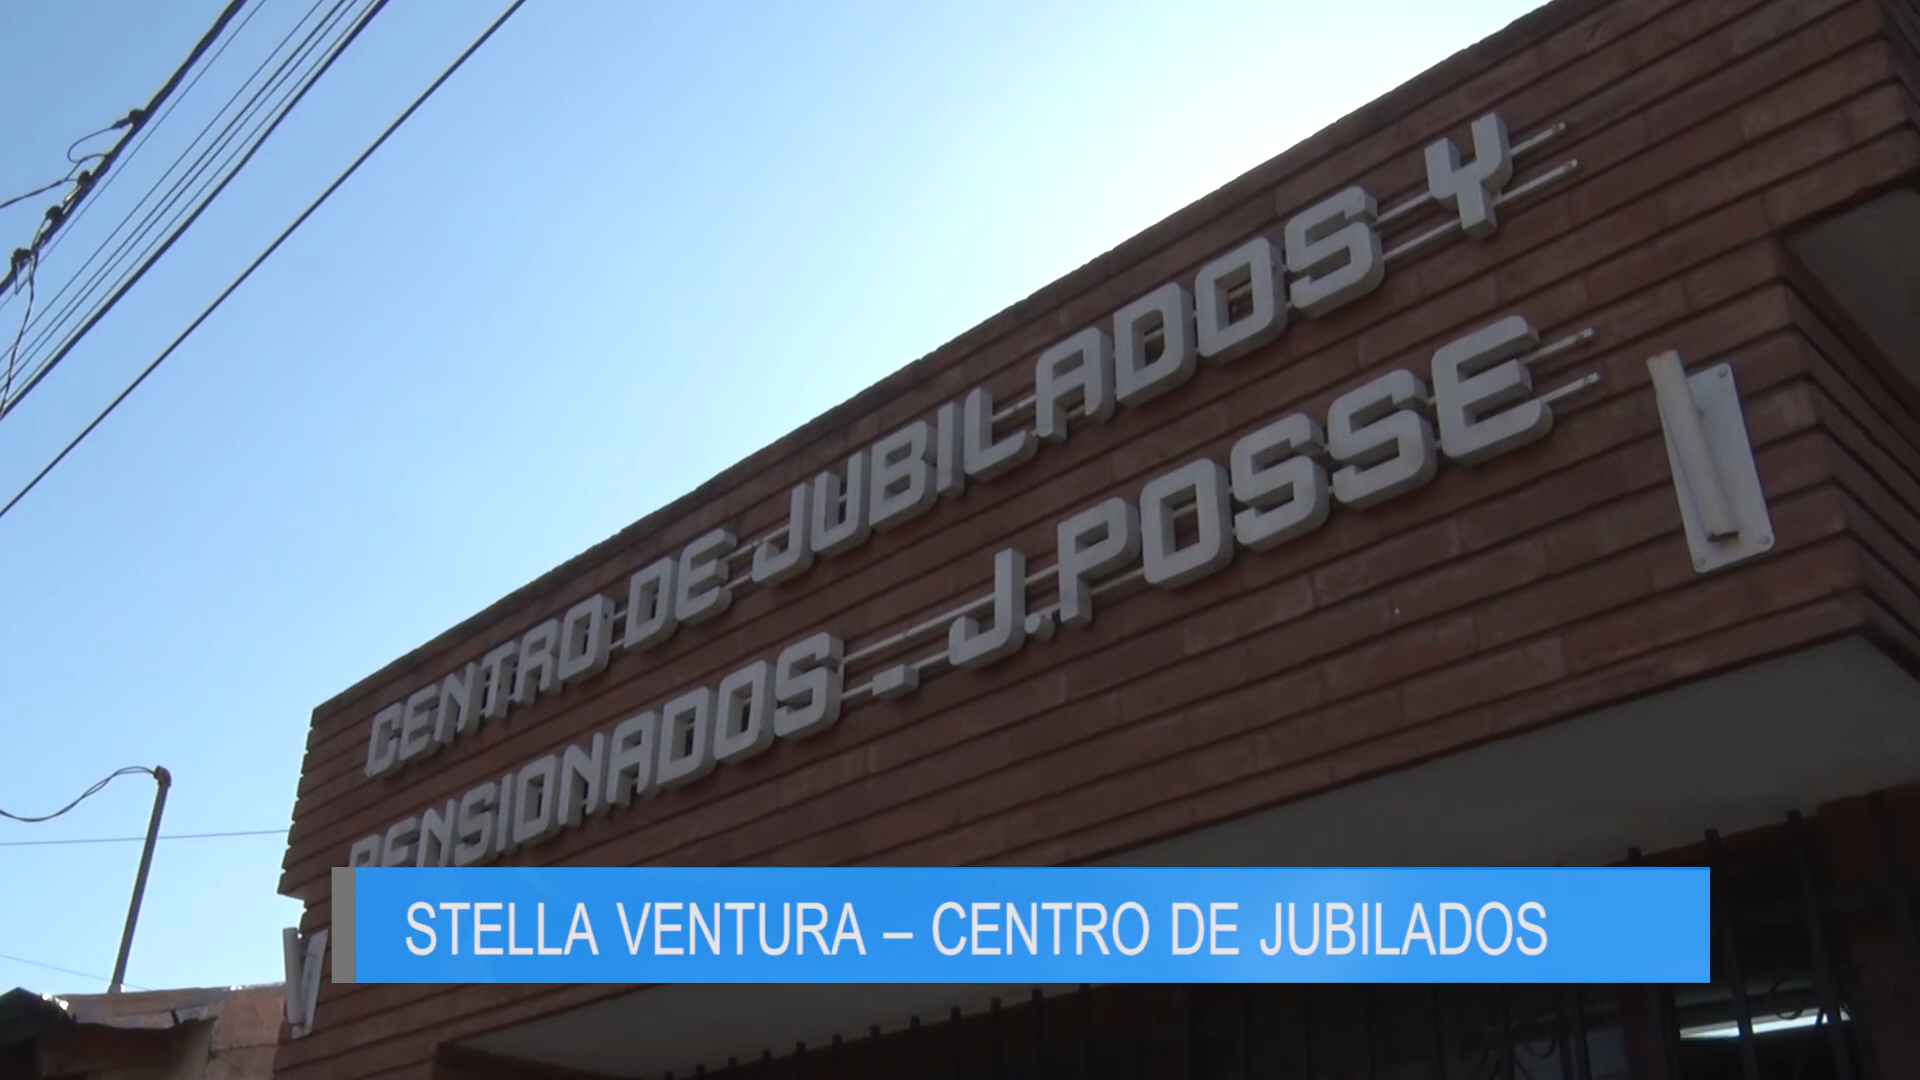 CENTRO DE JUBILADOS Y
PENSIONADOS - J.POSSE
STELLA VENTURA – CENTRO DE JUBILADOS